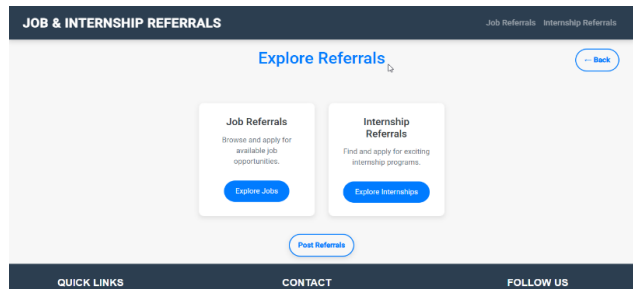 JOB & INTERNSHIP REFERRALS
Job Referrals Internship Referrals
Explore Referrals
← Back
Job Referrals
Browse and apply for
available job
opportunities.
Explore Jobs
Internship
Referrals
Find and apply for exciting
internship programs.
Explore Internships
Post Referrals
QUICK LINKS
CONTACT
FOLLOW US